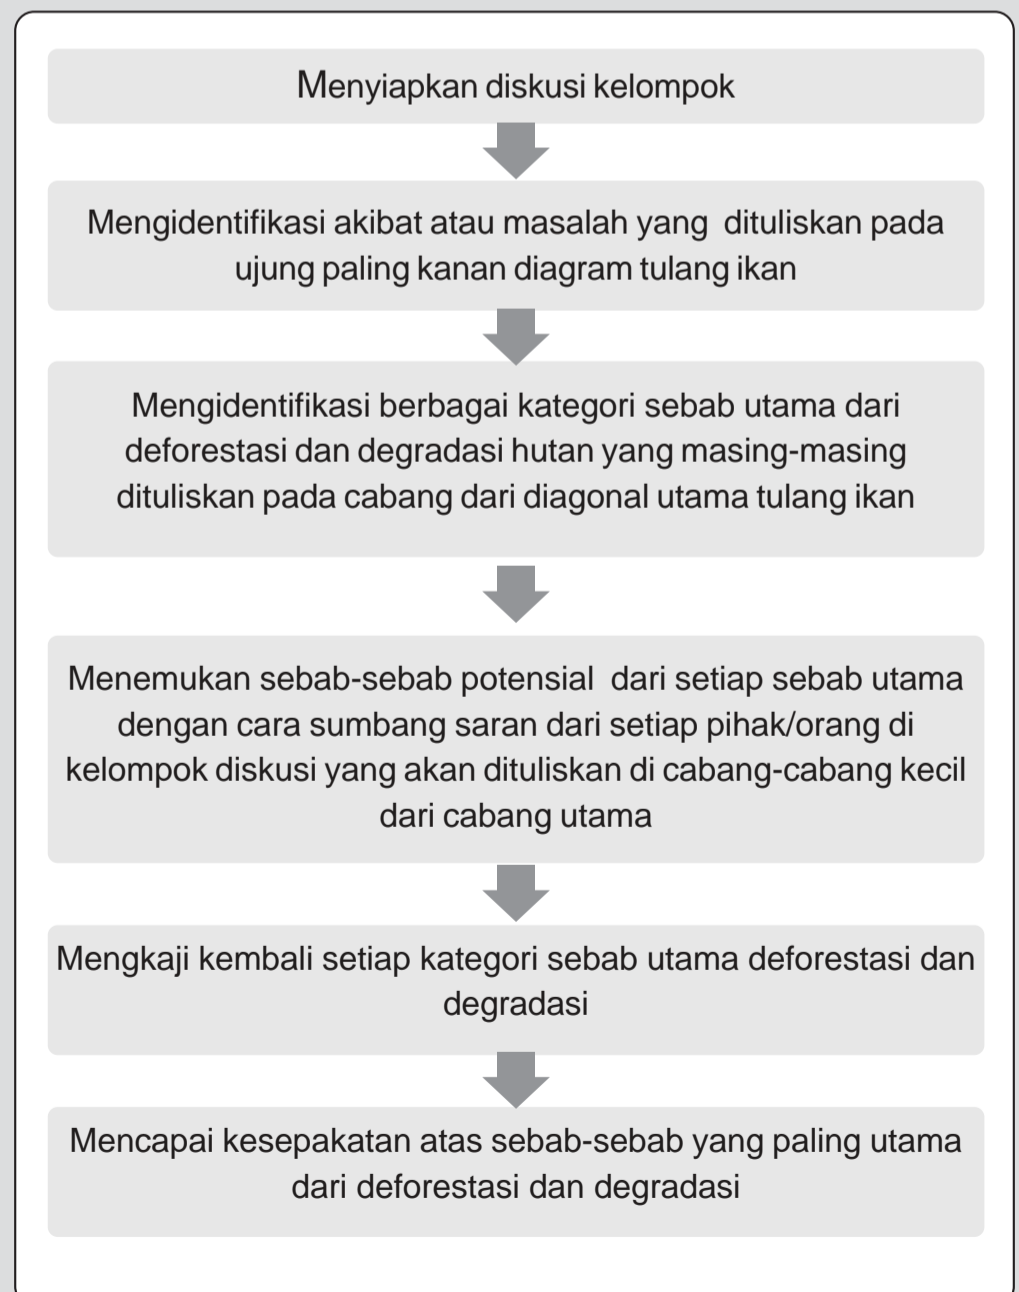 Menyiapkan diskusi kelompok
Mengidentifikasi akibat atau masalah yang dituliskan pada
ujung paling kanan diagram tulang ikan
Mengidentifikasi berbagai kategori sebab utama dari
deforestasi dan degradasi hutan yang masing-masing
dituliskan pada cabang dari diagonal utama tulang ikan
Menemukan sebab-sebab potensial dari setiap sebab utama
dengan cara sumbang saran dari setiap pihak/orang di
kelompok diskusi yang akan dituliskan di cabang-cabang kecil
dari cabang utama
Mengkaji kembali setiap kategori sebab utama deforestasi dan
degradasi
Mencapai kesepakatan atas sebab-sebab yang paling utama
dari deforestasi dan degradasi